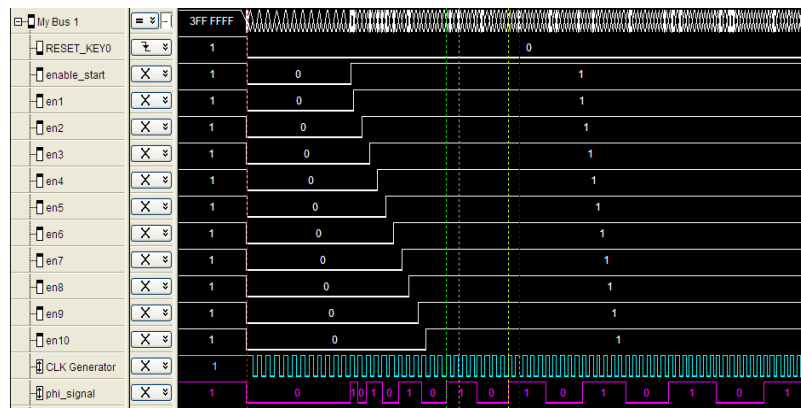 My Bus 1 = 3FF FFFF
RESET_KEY0 1 0
enable_start X 1 0 1
en1 X 1 0 1
en2 X 1 0 1
en3 X 1 0 1
en4 X 1 0 1
en5 X 1 0 1
en6 X 1 0 1
en7 X 1 0 1
en8 X 1 0 1
en9 X 1 0 1
en10 X 1 0 1
CLK Generator X 1
phi_signal X 1 0 1 0 1 0 1 0 1 0 1 0 1 0 1 0 1